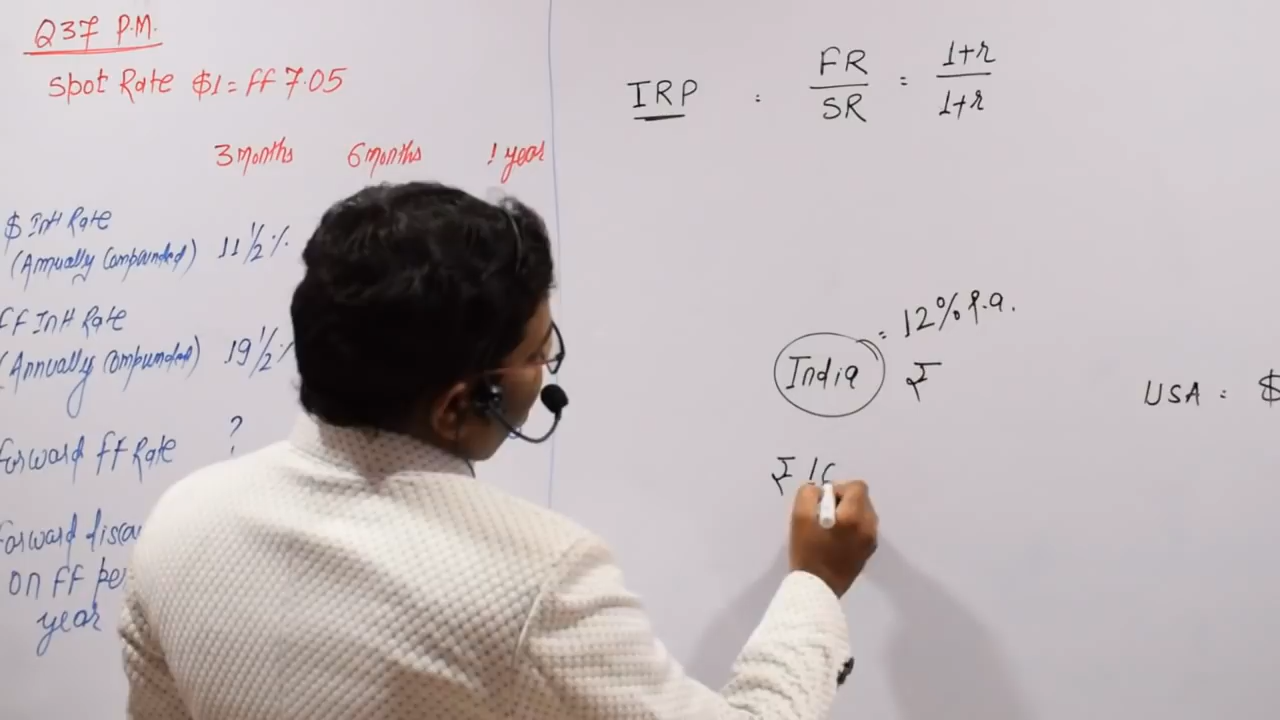 Q37 P.M.
Spot Rate $1 = FF 7.05
3 months 6 months 1 year
$ Int Rate
(Annually Compounded) 11 1/2 %
FF Int Rate
(Annually Compounded) 19 1/2 %
Forward FF Rate ?
Forward
on FF per
year
IRP : FR/SR = 1+r/1+r
India = 12% P.a.
₹
USA = $
₹ 10